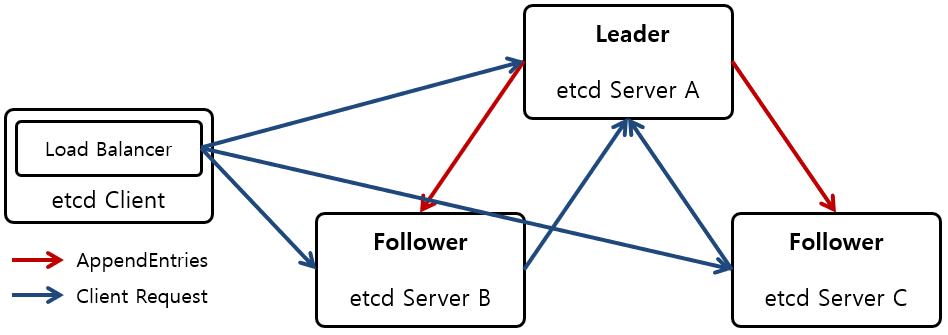 Leader
etcd Server A
Load Balancer
etcd Client
Follower
etcd Server B
Follower
etcd Server C
AppendEntries
Client Request